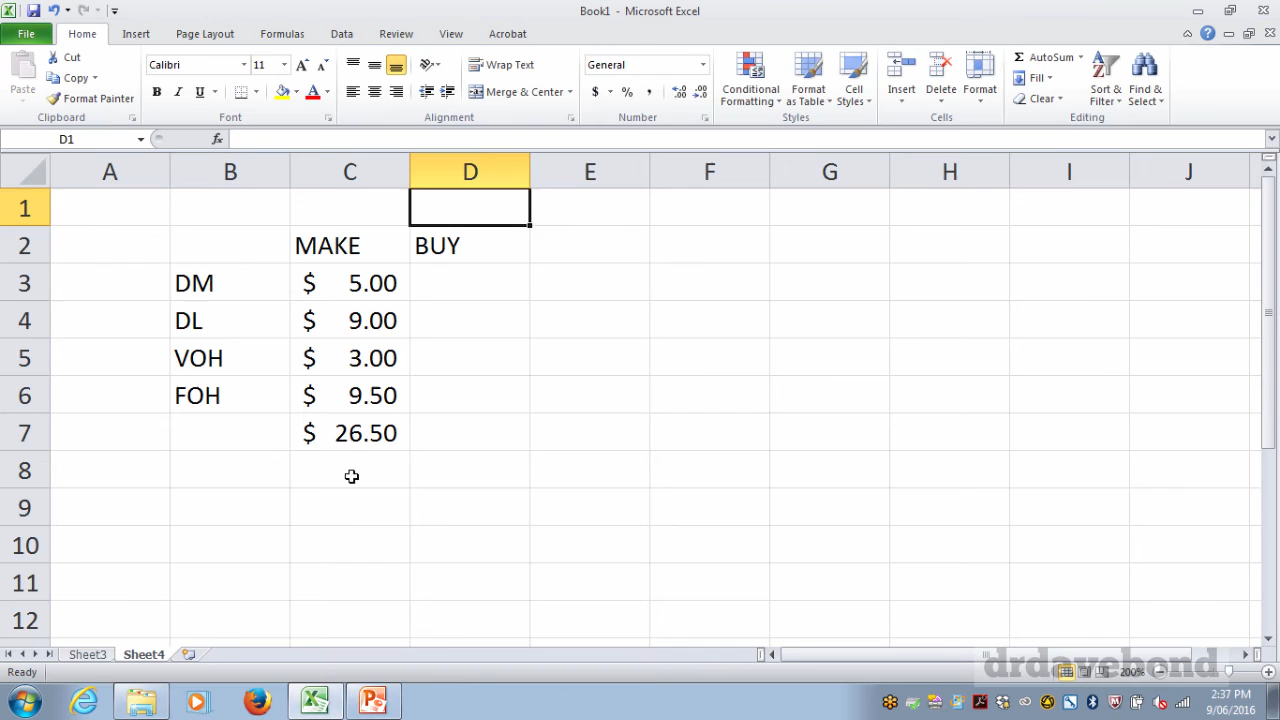 Book1 - Microsoft Excel
File Home Insert Page Layout Formulas Data Review View Acrobat
Paste
Cut
Copy
Format Painter
Clipboard
Calibri 11
B I U
Font
Wrap Text
Merge & Center
Alignment
General
$ % ,
Number
Conditional Formatting
Format as Table
Cell Styles
Styles
Insert Delete Format
Cells
AutoSum
Fill
Clear
Sort & Filter
Find & Select
Editing
D1 fx
A B C D E F G H I J
1
2 MAKE BUY
3 DM $ 5.00
4 DL $ 9.00
5 VOH $ 3.00
6 FOH $ 9.50
7 $ 26.50
8
9
10
11
12
Sheet3 Sheet4
Ready 200%
drdavebond
2:37 PM
9/06/2016